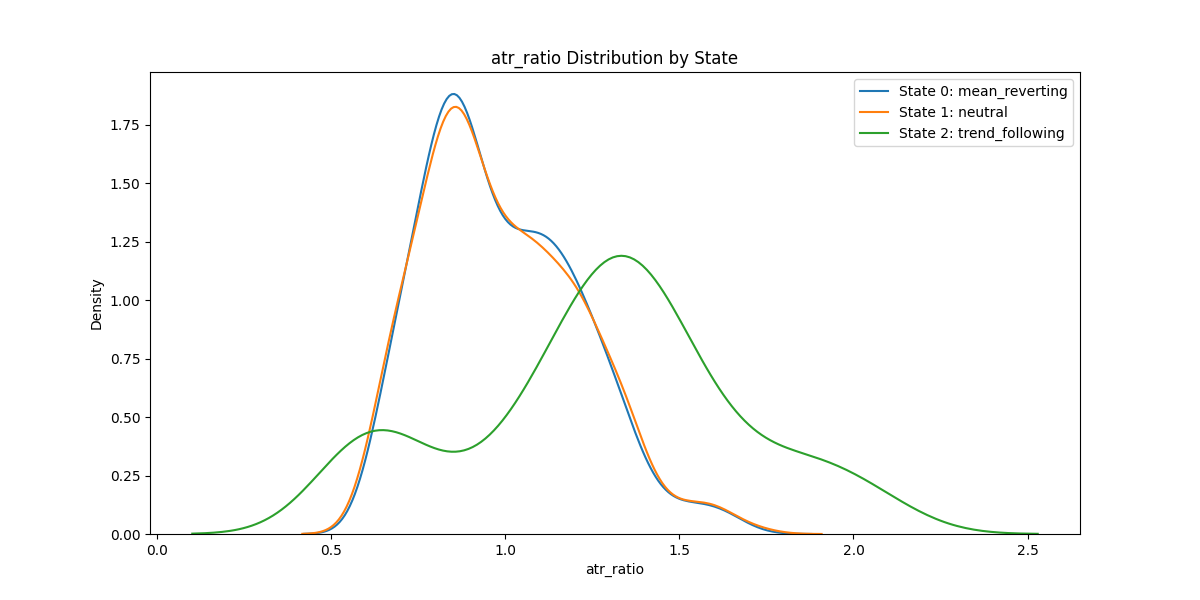 atr_ratio Distribution by State
State 0: mean_reverting
State 1: neutral
State 2: trend_following
Density
1.75
1.50
1.25
1.00
0.75
0.50
0.25
0.00
0.0 0.5 1.0 1.5 2.0 2.5
atr_ratio